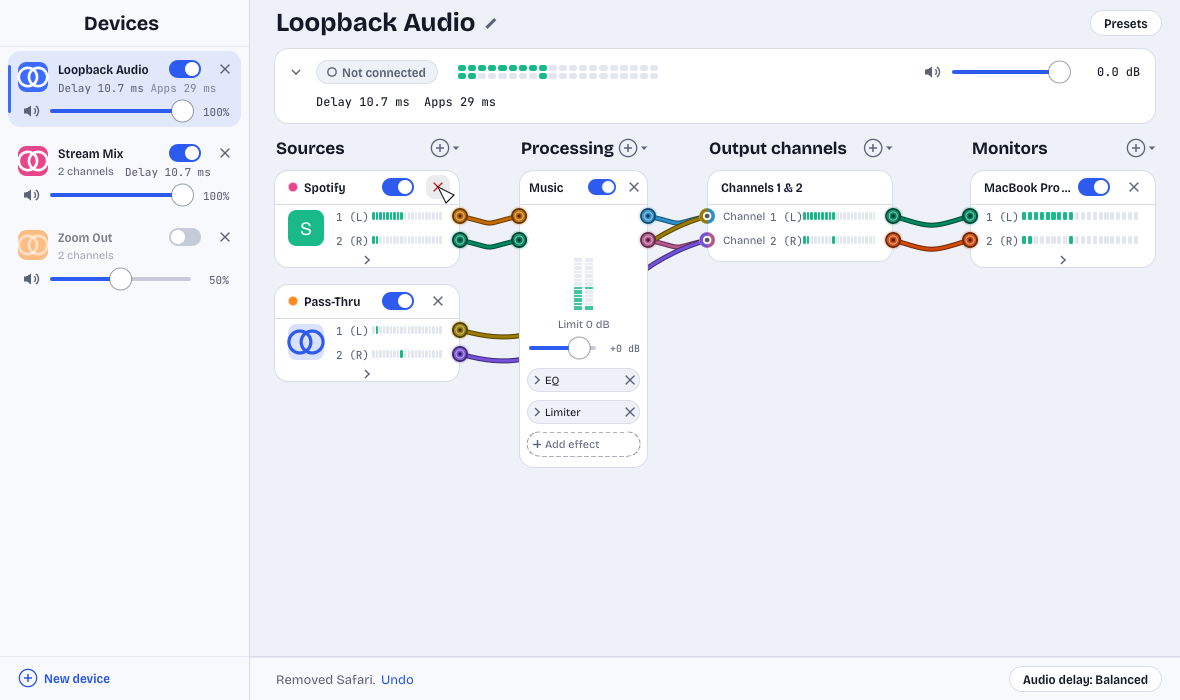 Devices
Loopback Audio
Delay 10.7 ms Apps 29 ms
100%
Stream Mix
2 channels Delay 10.7 ms
100%
Zoom Out
2 channels
50%
New device
Loopback Audio
Presets
Not connected
0.0 dB
Delay 10.7 ms Apps 29 ms
Sources
Spotify
S
1 (L)
2 (R)
Pass-Thru
1 (L)
2 (R)
Processing
Music
Limit 0 dB
+0 dB
EQ
Limiter
Add effect
Output channels
Channels 1 & 2
Channel 1 (L)
Channel 2 (R)
Monitors
MacBook Pro...
1 (L)
2 (R)
Removed Safari. Undo
Audio delay: Balanced